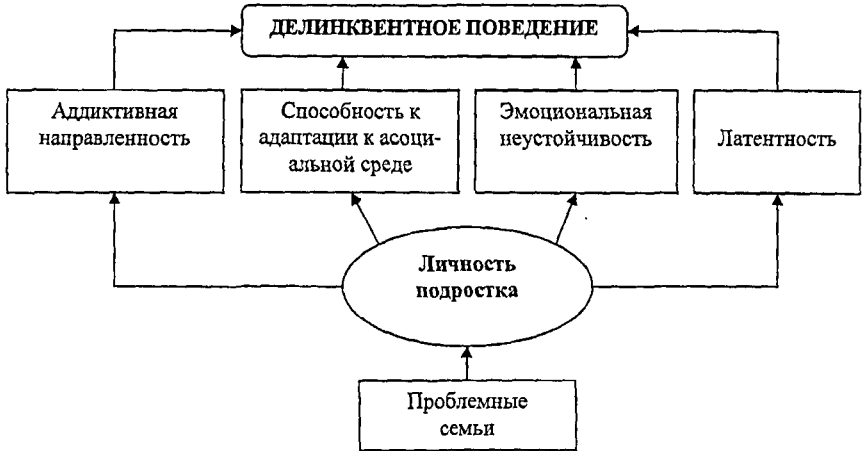 ДЕЛИНКВЕНТНОЕ ПОВЕДЕНИЕ
Аддиктивная
направленность
Способность к
адаптации к асоци-
альной среде
Эмоциональная
неустойчивость
Латентность
Личность
подростка
Проблемные
семьи